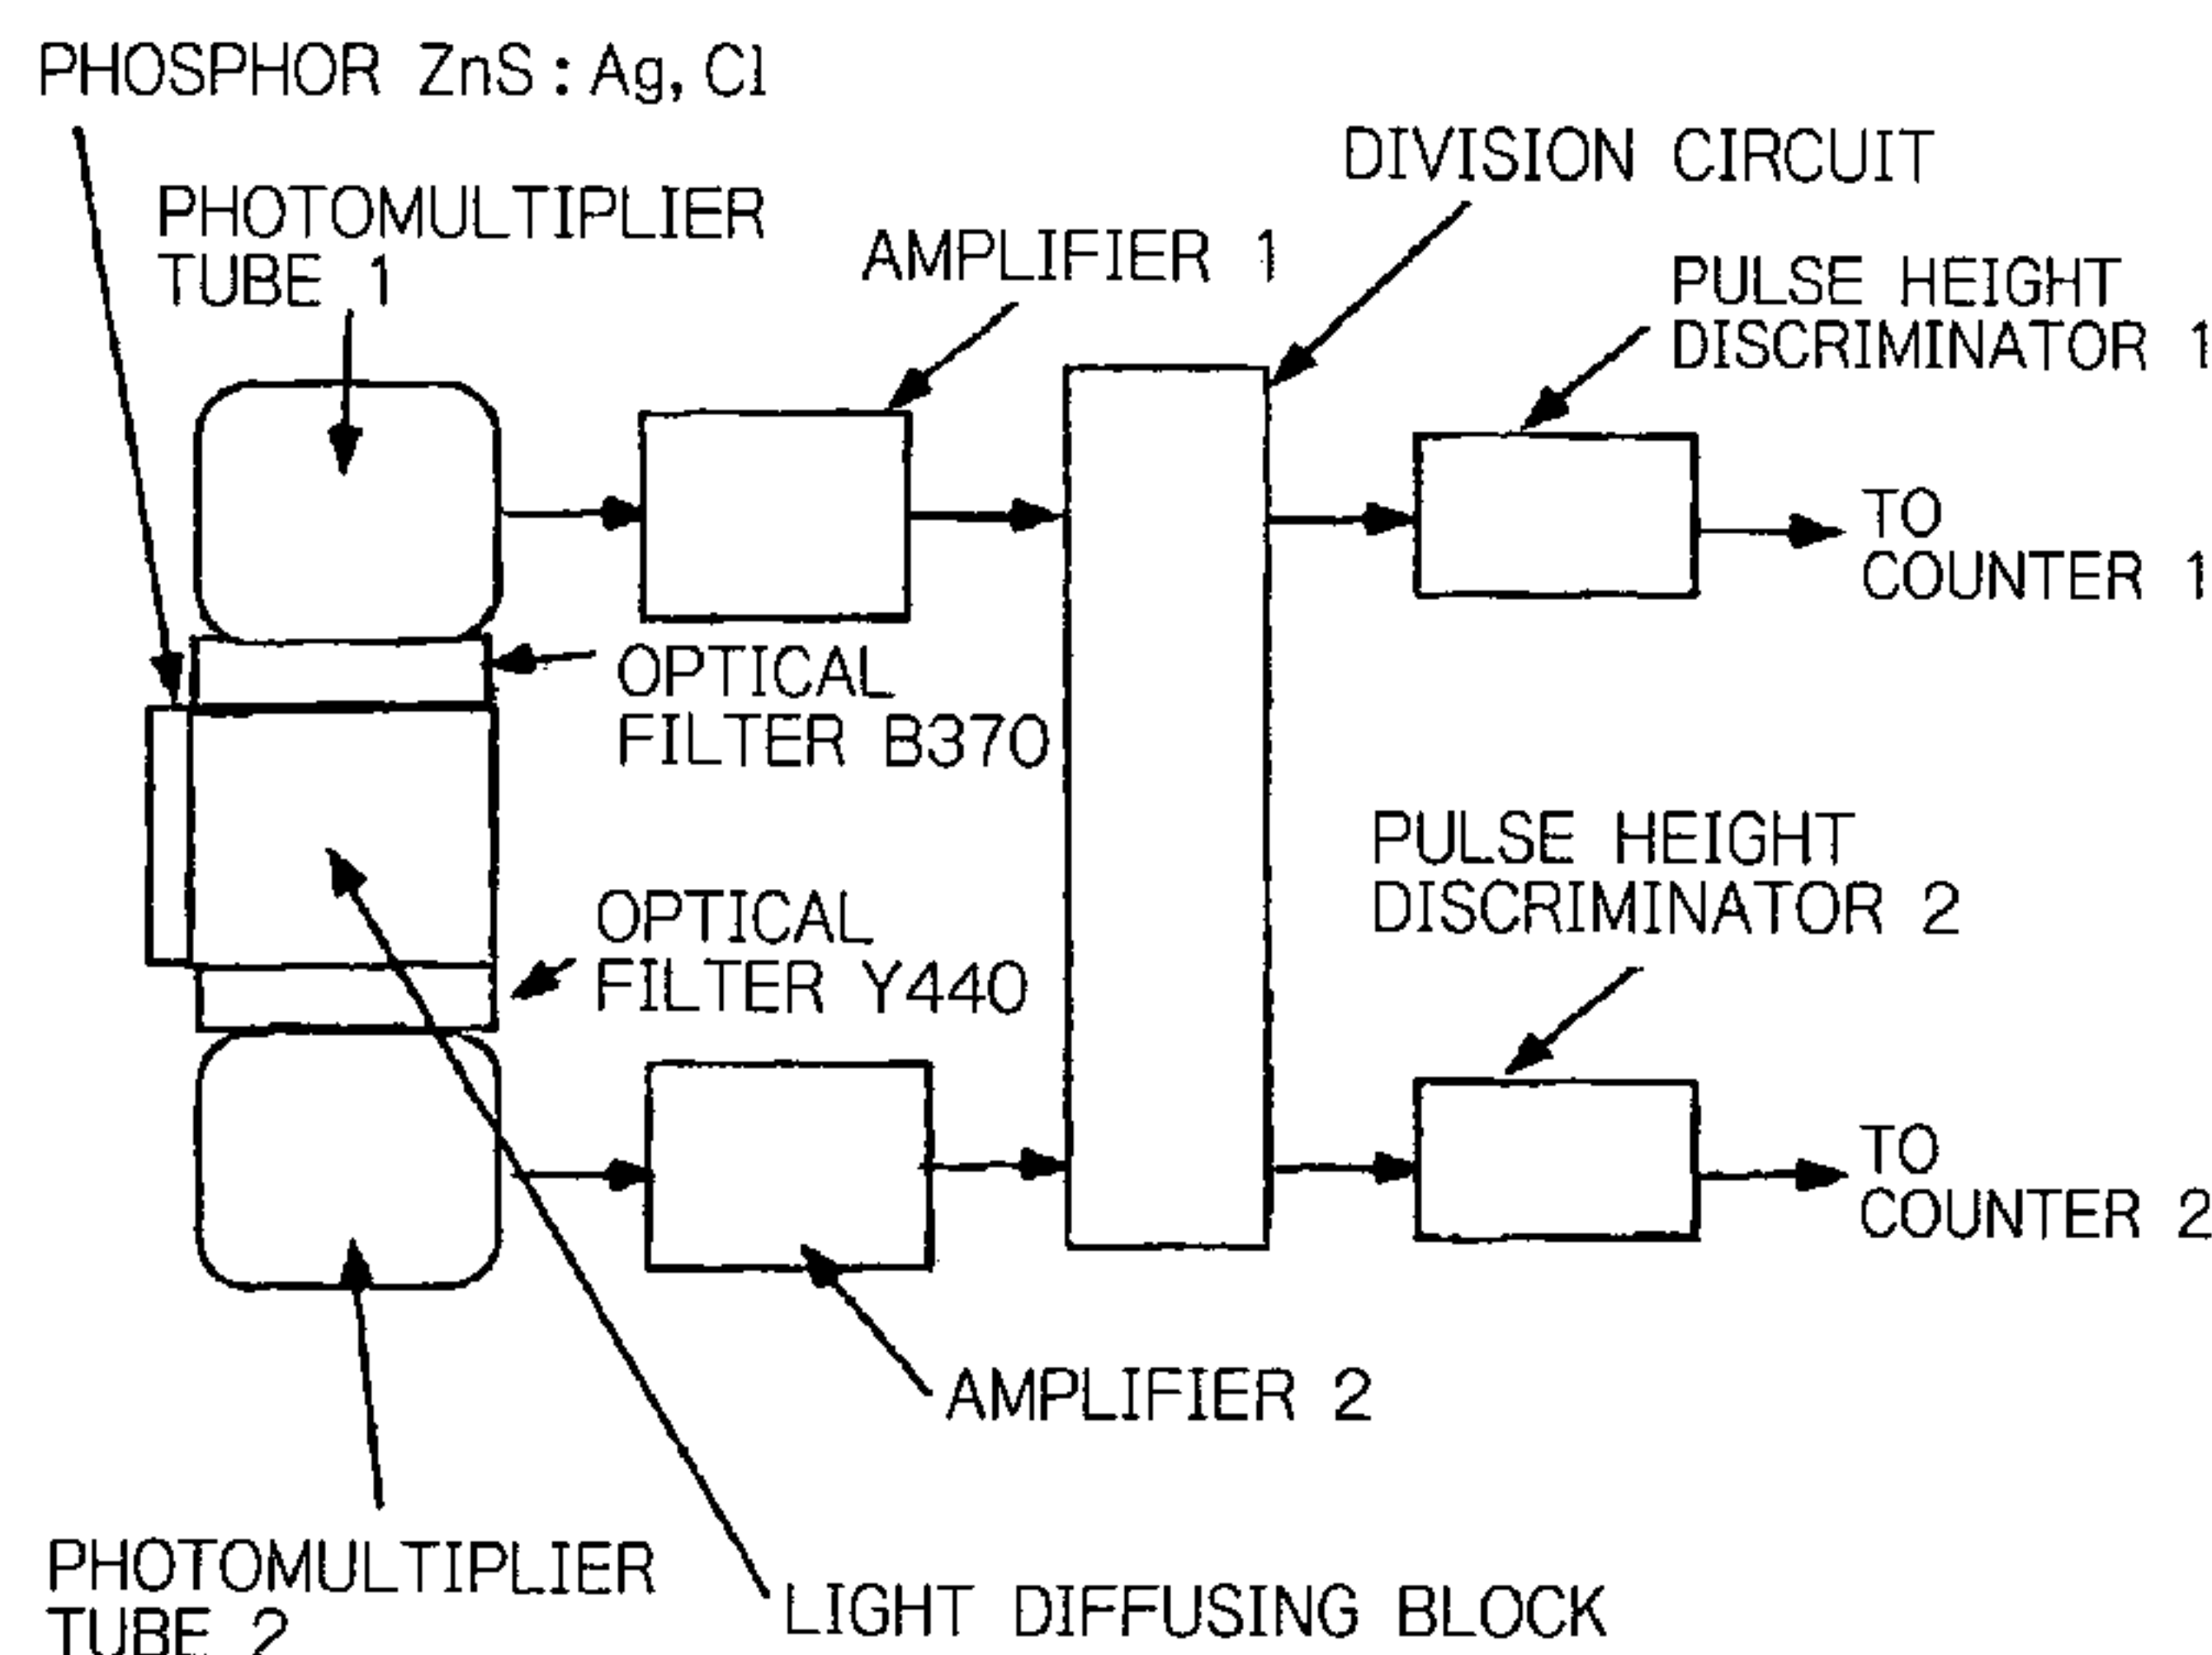 PHOSPHOR ZnS : Ag, Cl
DIVISION CIRCUIT
PHOTOMULTIPLIER
TUBE 1
AMPLIFIER 1
PULSE HEIGHT
DISCRIMINATOR 1
TO
COUNTER 1
OPTICAL
FILTER B370
PULSE HEIGHT
DISCRIMINATOR 2
OPTICAL
FILTER Y440
TO
COUNTER 2
AMPLIFIER 2
PHOTOMULTIPLIER
TUBE 2
LIGHT DIFFUSING BLOCK